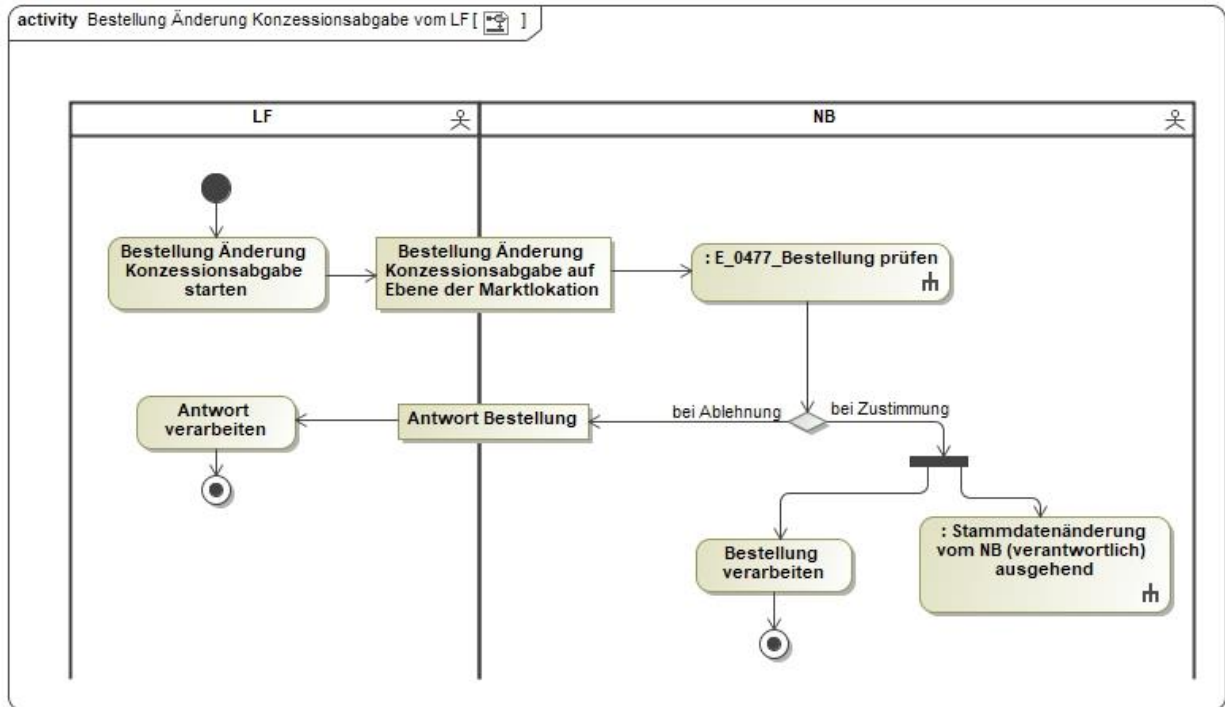 activity Bestellung Änderung Konzessionsabgabe vom LF [ ]
LF
NB
Bestellung Änderung
Konzessionsabgabe
starten
Bestellung Änderung
Konzessionsabgabe auf
Ebene der Marktlokation
: E_0477_Bestellung prüfen
Antwort
verarbeiten
Antwort Bestellung
bei Ablehnung
bei Zustimmung
Bestellung
verarbeiten
: Stammdatenänderung
vom NB (verantwortlich)
ausgehend